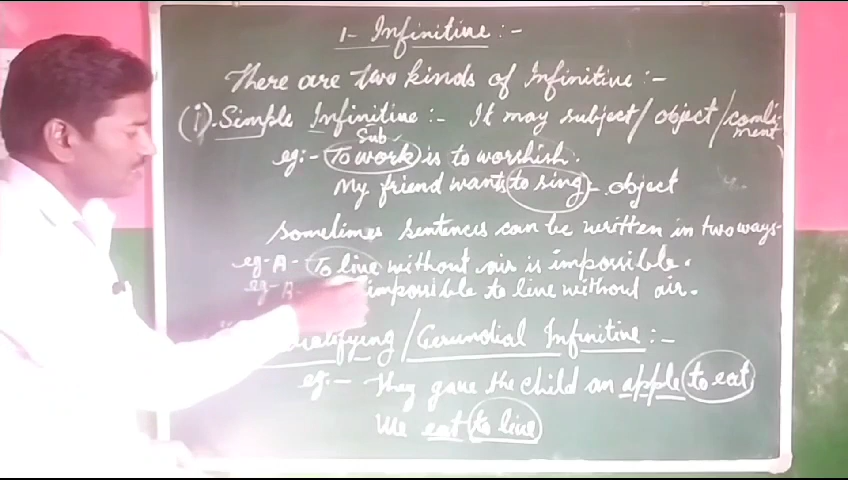 1- Infinitive :-
There are two kinds of Infinitive :-
(i). Simple Infinitive :- It may subject/object/compliment
Sub.
eg:- To work is to worship.
My friend wants to sing - object
sometimes sentences can be written in two ways-
eg-A- To live without air is impossible.
eg-A impossible to live without air.
Qualifying / Gerundial Infinitive :-
eg.- They gave the child an apple to eat
We eat to live